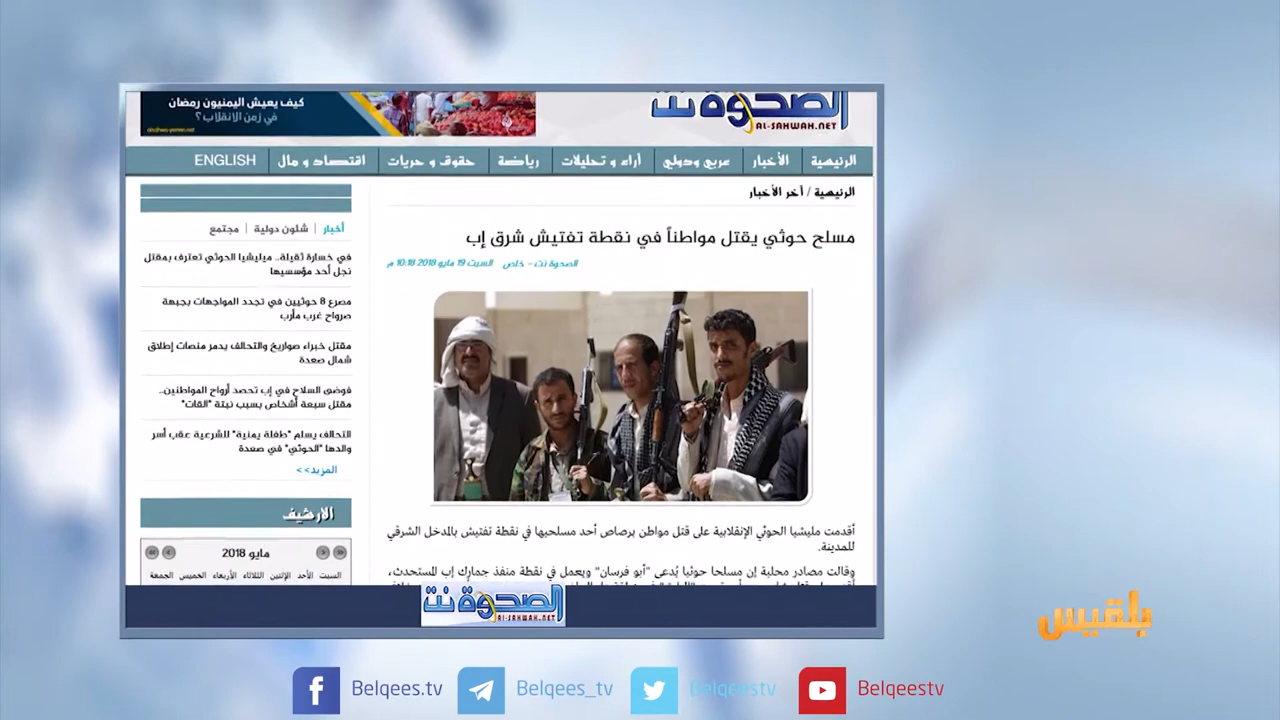 كيف يعيش اليمنيون رمضان
في زمن الانقلاب ؟
الصحوة نت
AL-SAHWAH.NET
الرئيسية
الأخبار
عربي ودولي
آراء و تحليلات
رياضة
حقوق و حريات
اقتصاد و مال
ENGLISH
الرئيسية / آخر الأخبار
مسلح حوثي يقتل مواطناً في نقطة تفتيش شرق إب
الصحوة نت - خاص السبت 19 مايو 2018 10:18 م
أقدمت مليشيا الحوثي الإنقلابية على قتل مواطن برصاص أحد مسلحيها في نقطة تفتيش بالمدخل الشرقي
للمدينة.
وقالت مصادر محلية إن مسلحا حوثيا يُدعى "أبو فرسان" ويعمل في نقطة منفذ جمارك إب المستحدث،
أخبار | شئون دولية | مجتمع
في خسارة ثقيلة.. ميليشيا الحوثي تعترف بمقتل
نجل أحد مؤسسيها
مصرع 8 حوثيين في تجدد المواجهات بجبهة
صرواح غرب مأرب
مقتل خبراء صواريخ والتحالف يدمر منصات إطلاق
شمال صعدة
فوضى السلاح في إب تحصد أرواح المواطنين..
مقتل سبعة أشخاص بسبب نبتة "القات"
التحالف يسلم "طفلة يمنية" للشرعية عقب أسر
والدها "الحوثي" في صعدة
المزيد>>
الارشيف
مايو 2018
السبت الأحد الإثنين الثلاثاء الأربعاء الخميس الجمعة
الصحوة نت
AL-SAHWAH.NET
بلقيس
Belqees.tv
Belqees_tv
Belqeestv
Belqeestv